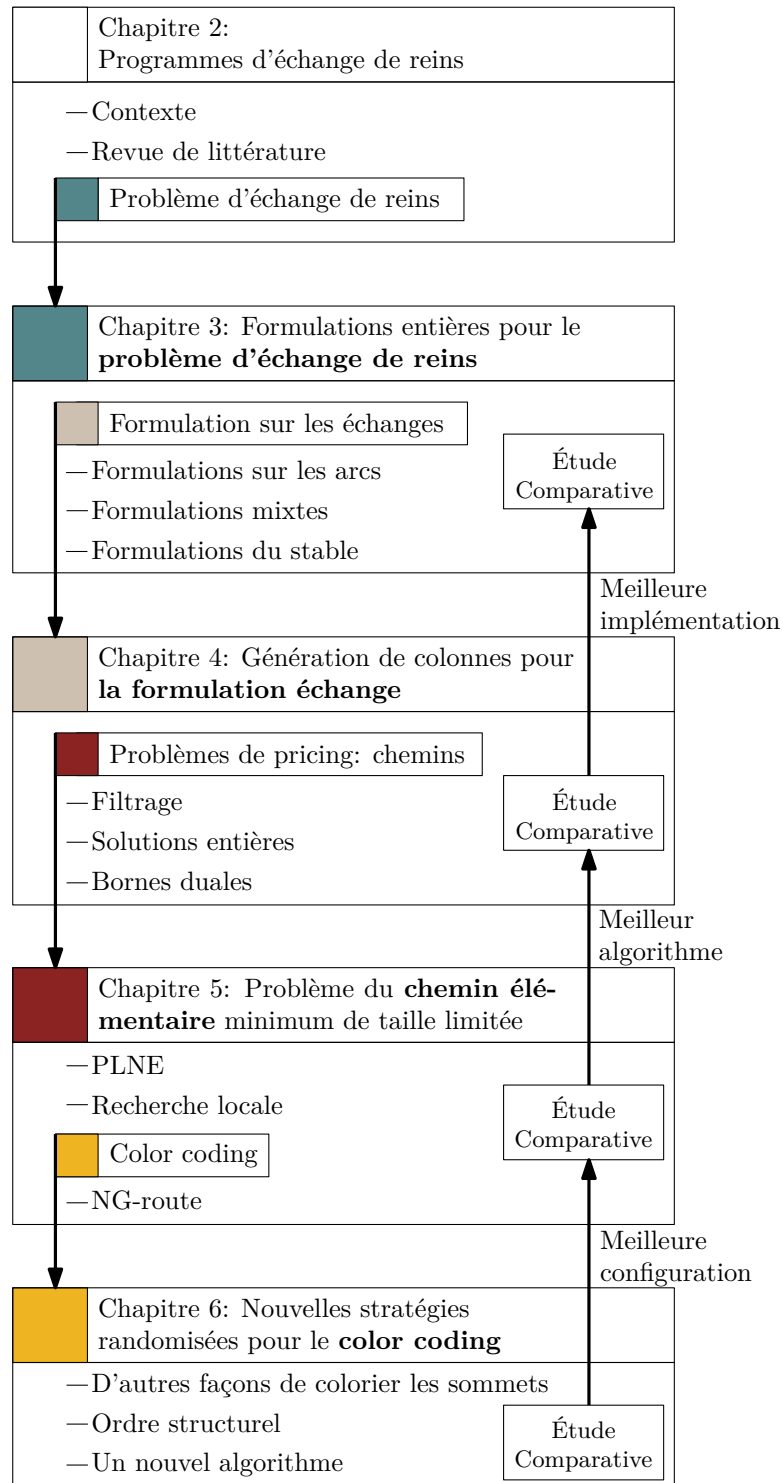 Chapitre 2:
Programmes d'échange de reins
—Contexte
—Revue de littérature
Problème d'échange de reins
Chapitre 3: Formulations entières pour le
problème d'échange de reins
Formulation sur les échanges
—Formulations sur les arcs
—Formulations mixtes
—Formulations du stable
Étude
Comparative
Meilleure
implémentation
Chapitre 4: Génération de colonnes pour
la formulation échange
Problèmes de pricing: chemins
—Filtrage
—Solutions entières
—Bornes duales
Étude
Comparative
Meilleur
algorithme
Chapitre 5: Problème du chemin élé-
mentaire minimum de taille limitée
—PLNE
—Recherche locale
Color coding
—NG-route
Étude
Comparative
Meilleure
configuration
Chapitre 6: Nouvelles stratégies
randomisées pour le color coding
—D'autres façons de colorier les sommets
—Ordre structurel
—Un nouvel algorithme
Étude
Comparative